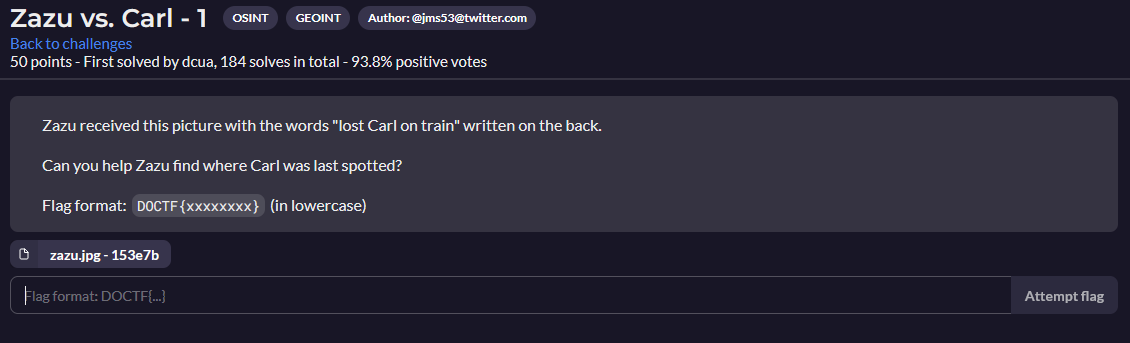 Zazu vs. Carl - 1 OSINT GEOINT Author: @jms53@twitter.com
Back to challenges
50 points - First solved by dcua, 184 solves in total - 93.8% positive votes
Zazu received this picture with the words "lost Carl on train" written on the back.
Can you help Zazu find where Carl was last spotted?
Flag format: DOCTF{xxxxxxxx} (in lowercase)
zazu.jpg - 153e7b
Flag format: DOCTF{...} Attempt flag